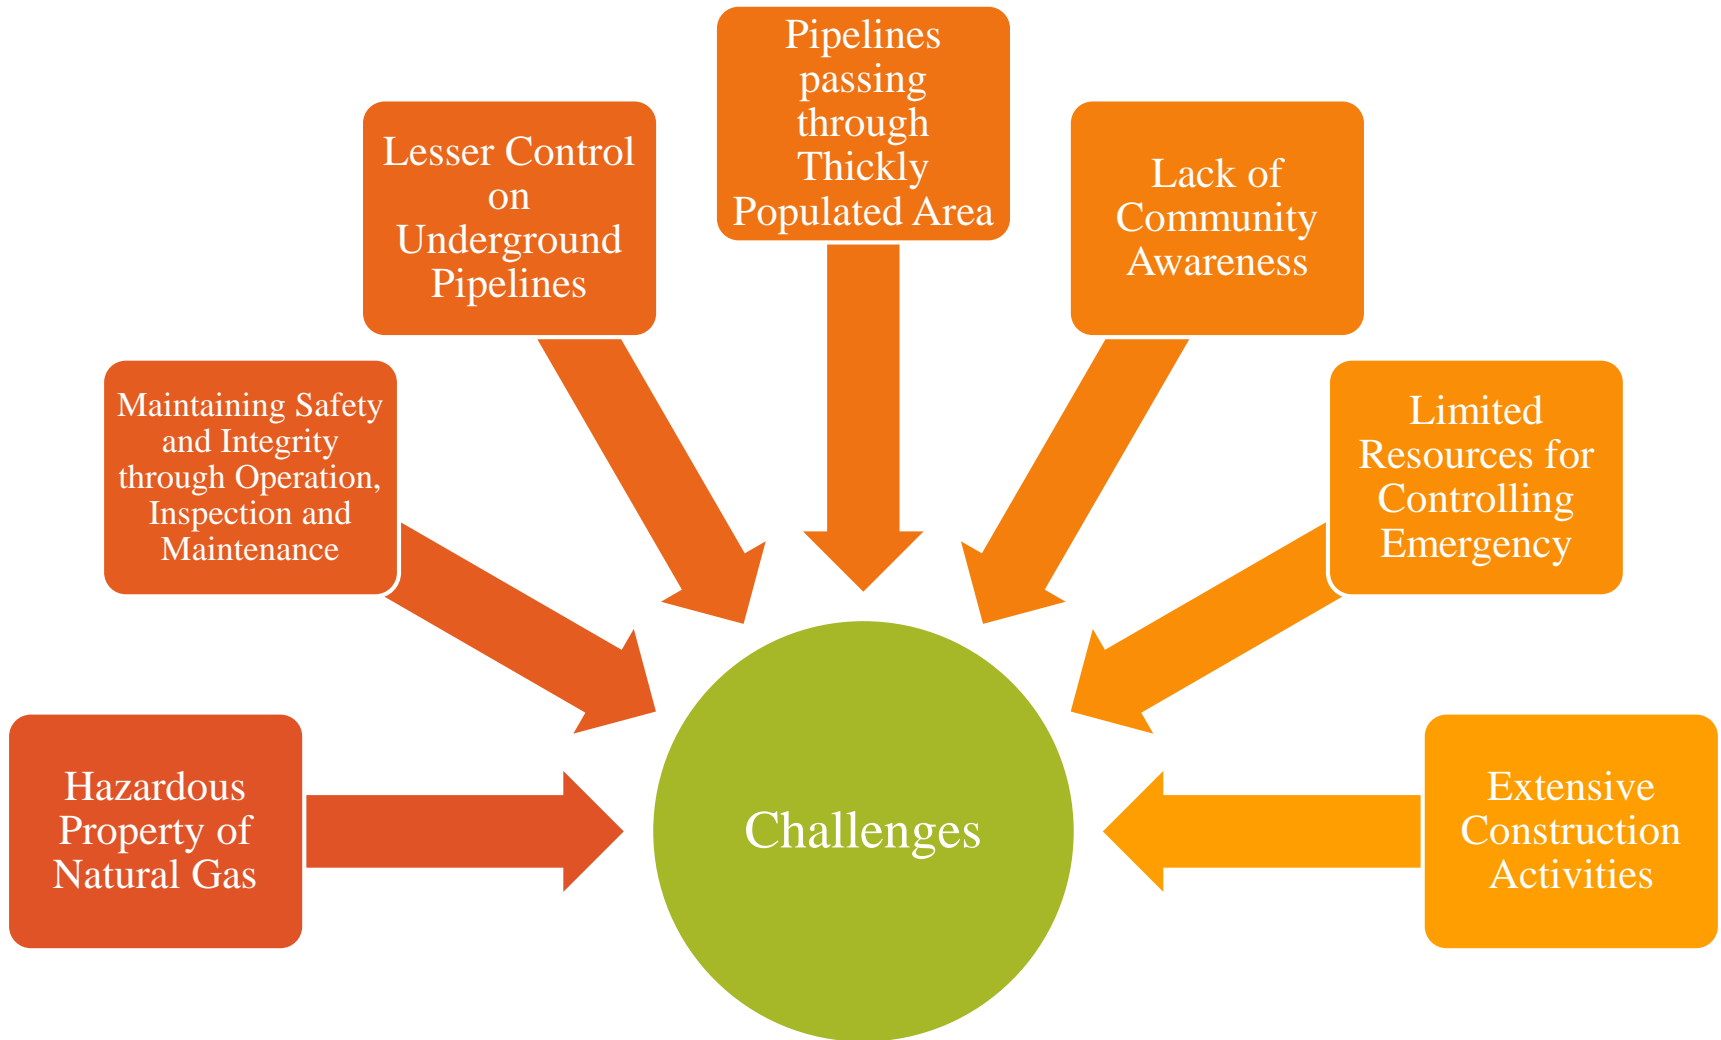 Hazardous
Property of
Natural Gas
Maintaining Safety
and Integrity
through Operation,
Inspection and
Maintenance
Lesser Control
on
Underground
Pipelines
Pipelines
passing
through
Thickly
Populated Area
Lack of
Community
Awareness
Limited
Resources for
Controlling
Emergency
Extensive
Construction
Activities
Challenges